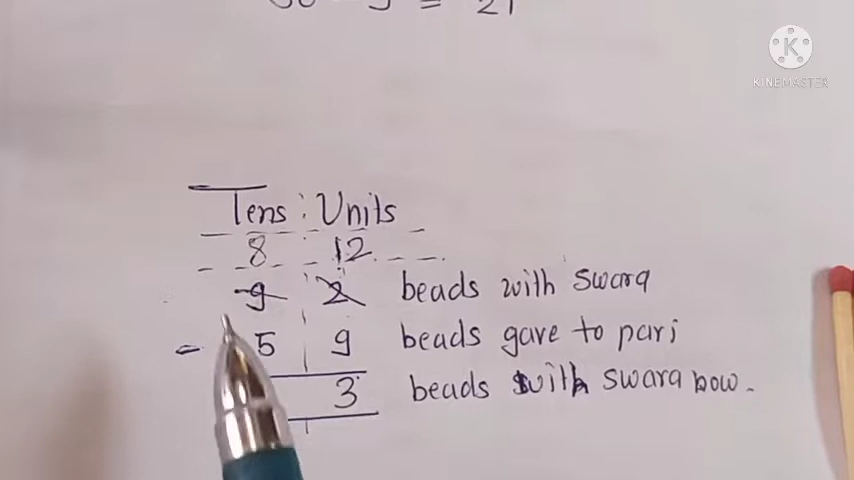 = 21
KINEMASTER
Tens Units
8 12
9 2 beads with Swara
- 5 9 beads gave to pari
3 beads with swara now.